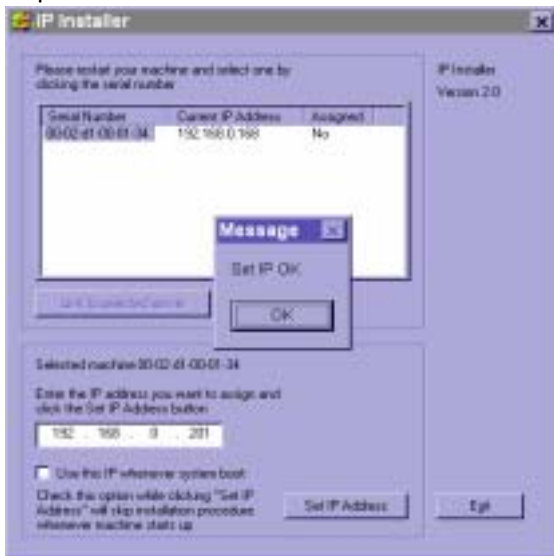 IP Installer
Please restart your machine and select one by
clicking the serial number
IP Installer
Version 2.0
Serial Number Current IP Address Assigned
00-02-d1-00-01-34 192.168.0.168 No
Message
Set IP OK
OK
Selected machine 00-02-d1-00-01-34
Enter the IP address you want to assign and
click the Set IP Address button
192 . 168 . 0 . 201
Use this IP whenever system boot
Check this option while clicking "Set IP
Address" will skip installation procedure
whenever machine starts up
Set IP Address
Exit